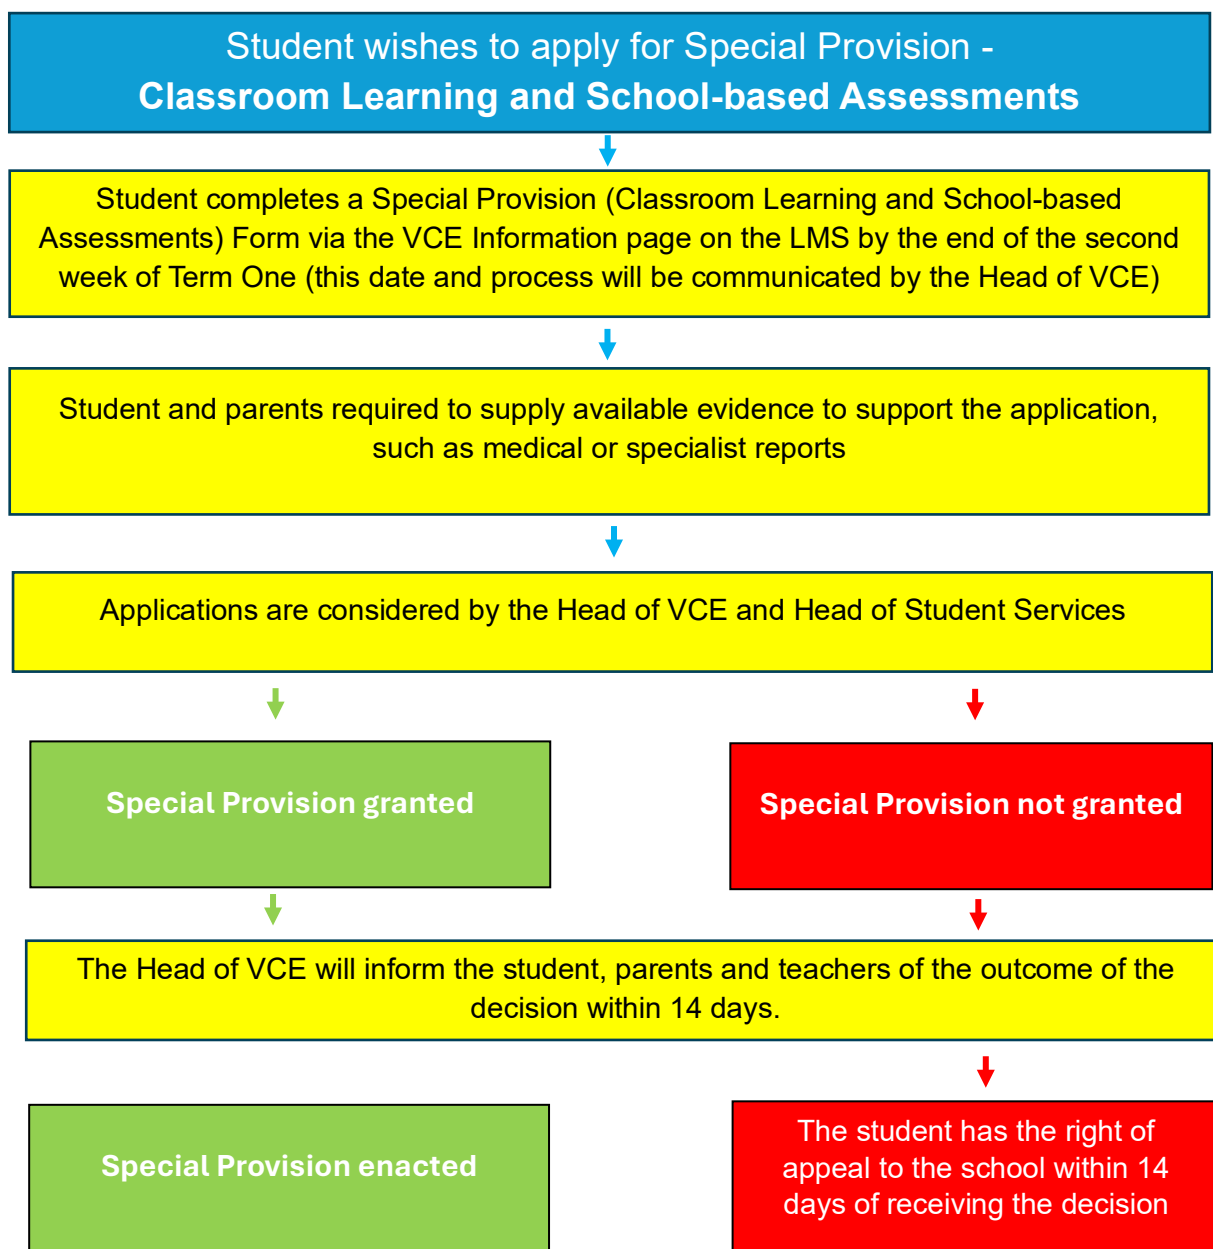 Student wishes to apply for Special Provision -
Classroom Learning and School-based Assessments
Student completes a Special Provision (Classroom Learning and School-based
Assessments) Form via the VCE Information page on the LMS by the end of the second
week of Term One (this date and process will be communicated by the Head of VCE)
Student and parents required to supply available evidence to support the application,
such as medical or specialist reports
Applications are considered by the Head of VCE and Head of Student Services
Special Provision granted
Special Provision not granted
The Head of VCE will inform the student, parents and teachers of the outcome of the
decision within 14 days.
Special Provision enacted
The student has the right of
appeal to the school within 14
days of receiving the decision